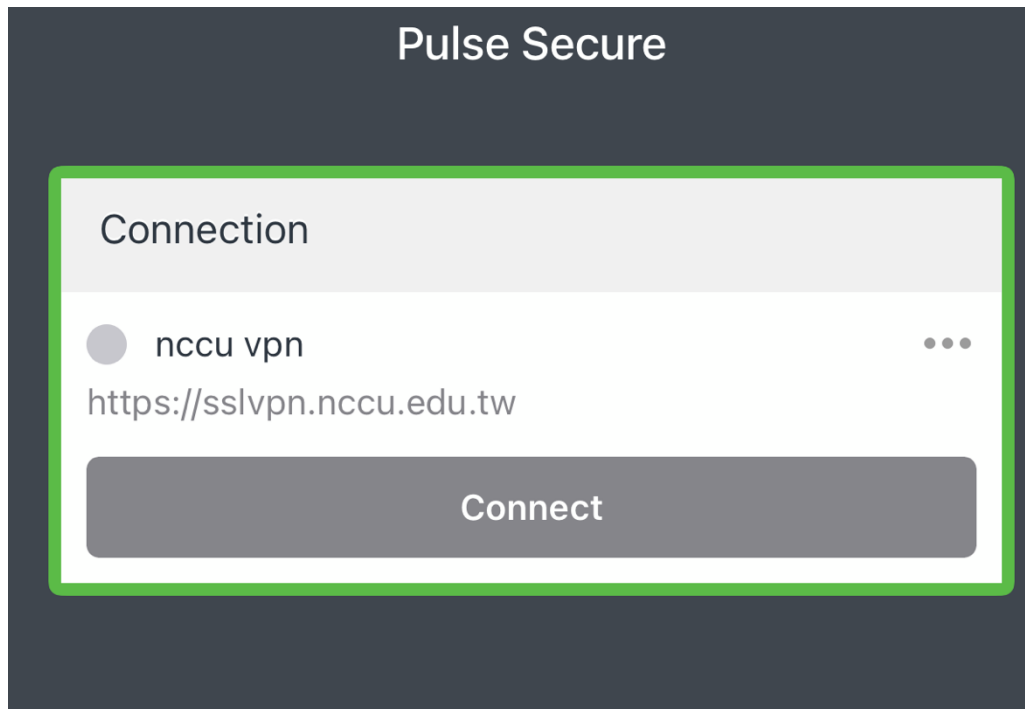 Pulse Secure
Connection
nccu vpn
https://sslvpn.nccu.edu.tw
Connect